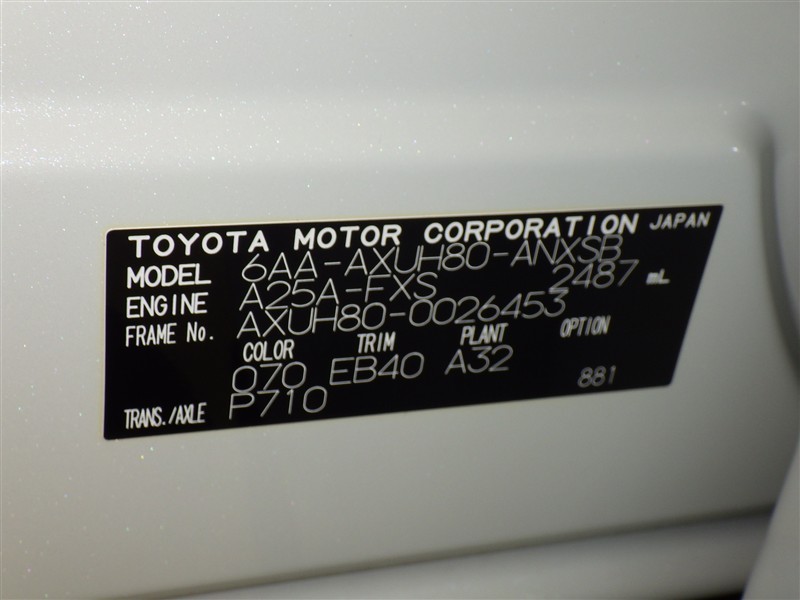 TOYOTA MOTOR CORPORATION JAPAN
MODEL 6AA-AXUH80-ANXSB
ENGINE A25A-FXS 2487 mL
FRAME No. AXUH80-0026453
COLOR TRIM PLANT OPTION
070 EB40 A32
TRANS./AXLE P710 881